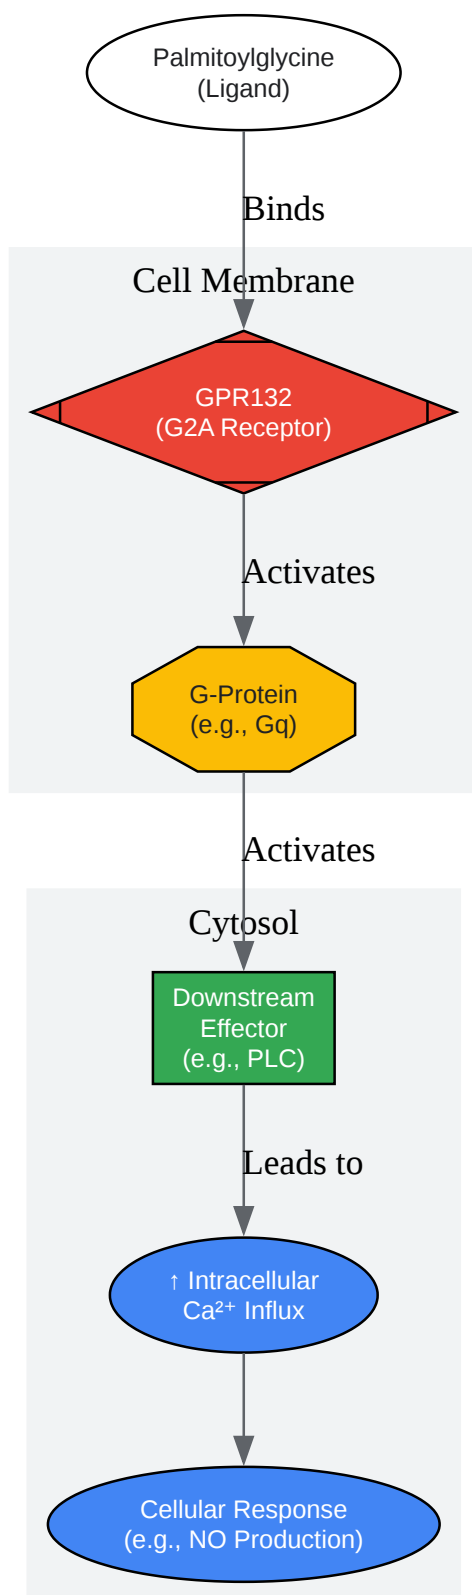 Palmitoylglycine
(Ligand)
Binds
Cell Membrane
GPR132
(G2A Receptor)
Activates
G-Protein
(e.g., Gq)
Activates
Cytosol
Downstream
Effector
(e.g., PLC)
Leads to
↑ Intracellular
Ca²⁺ Influx
Cellular Response
(e.g., NO Production)